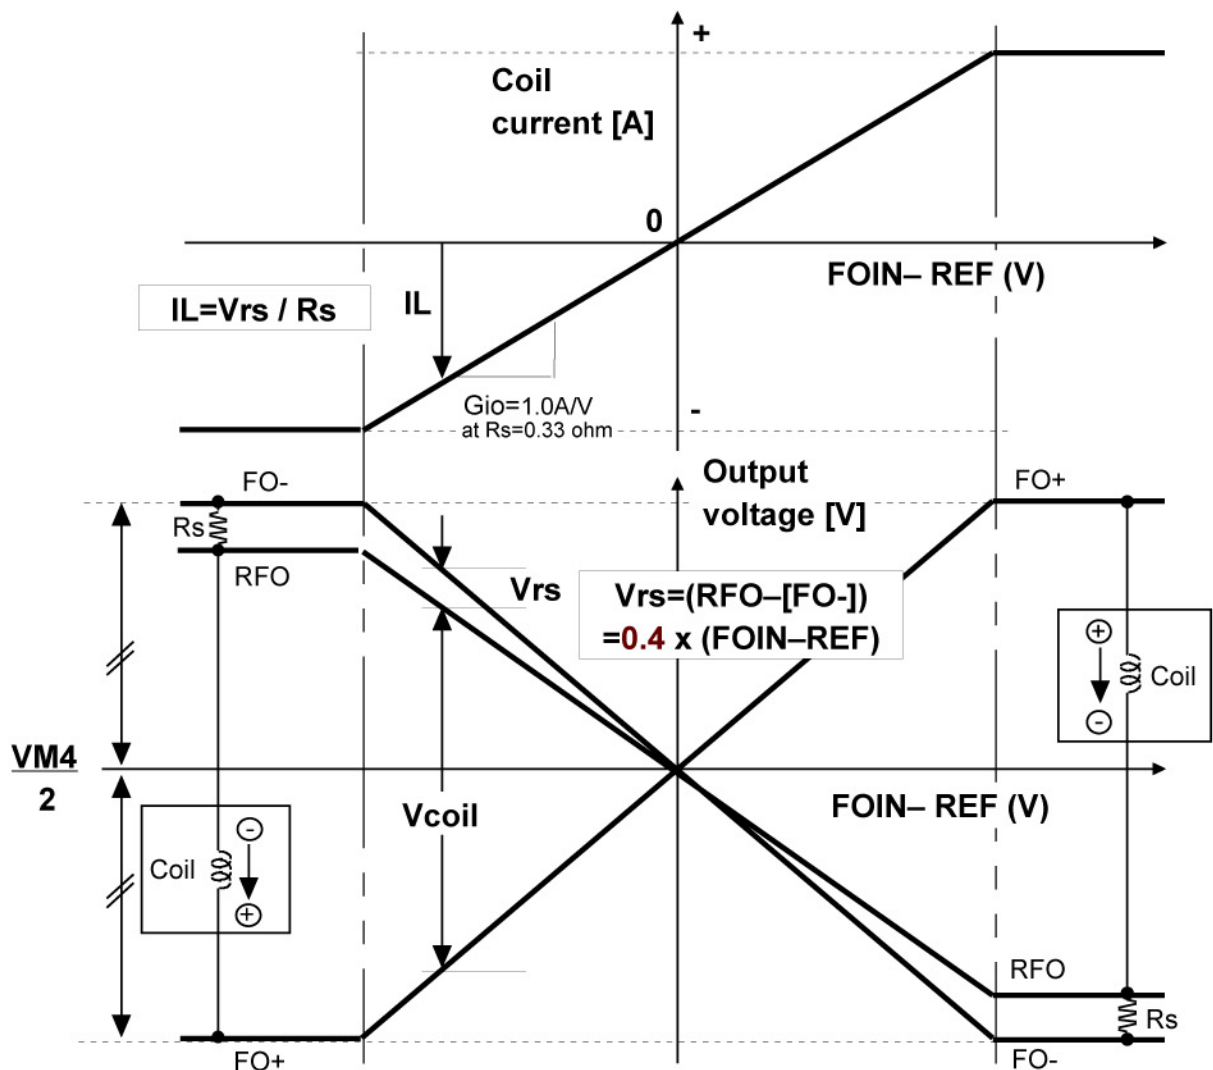 +
Coil
current [A]
0
FOIN– REF (V)
IL=Vrs / Rs
IL
Gio=1.0A/V
at Rs=0.33 ohm
-
FO-
Output
voltage [V]
FO+
Rs
RFO
Vrs
Vrs=(RFO–[FO-])
=0.4 x (FOIN–REF)
+
Coil
-
VM4
2
FOIN– REF (V)
Vcoil
-
Coil
+
RFO
Rs
FO+
FO-